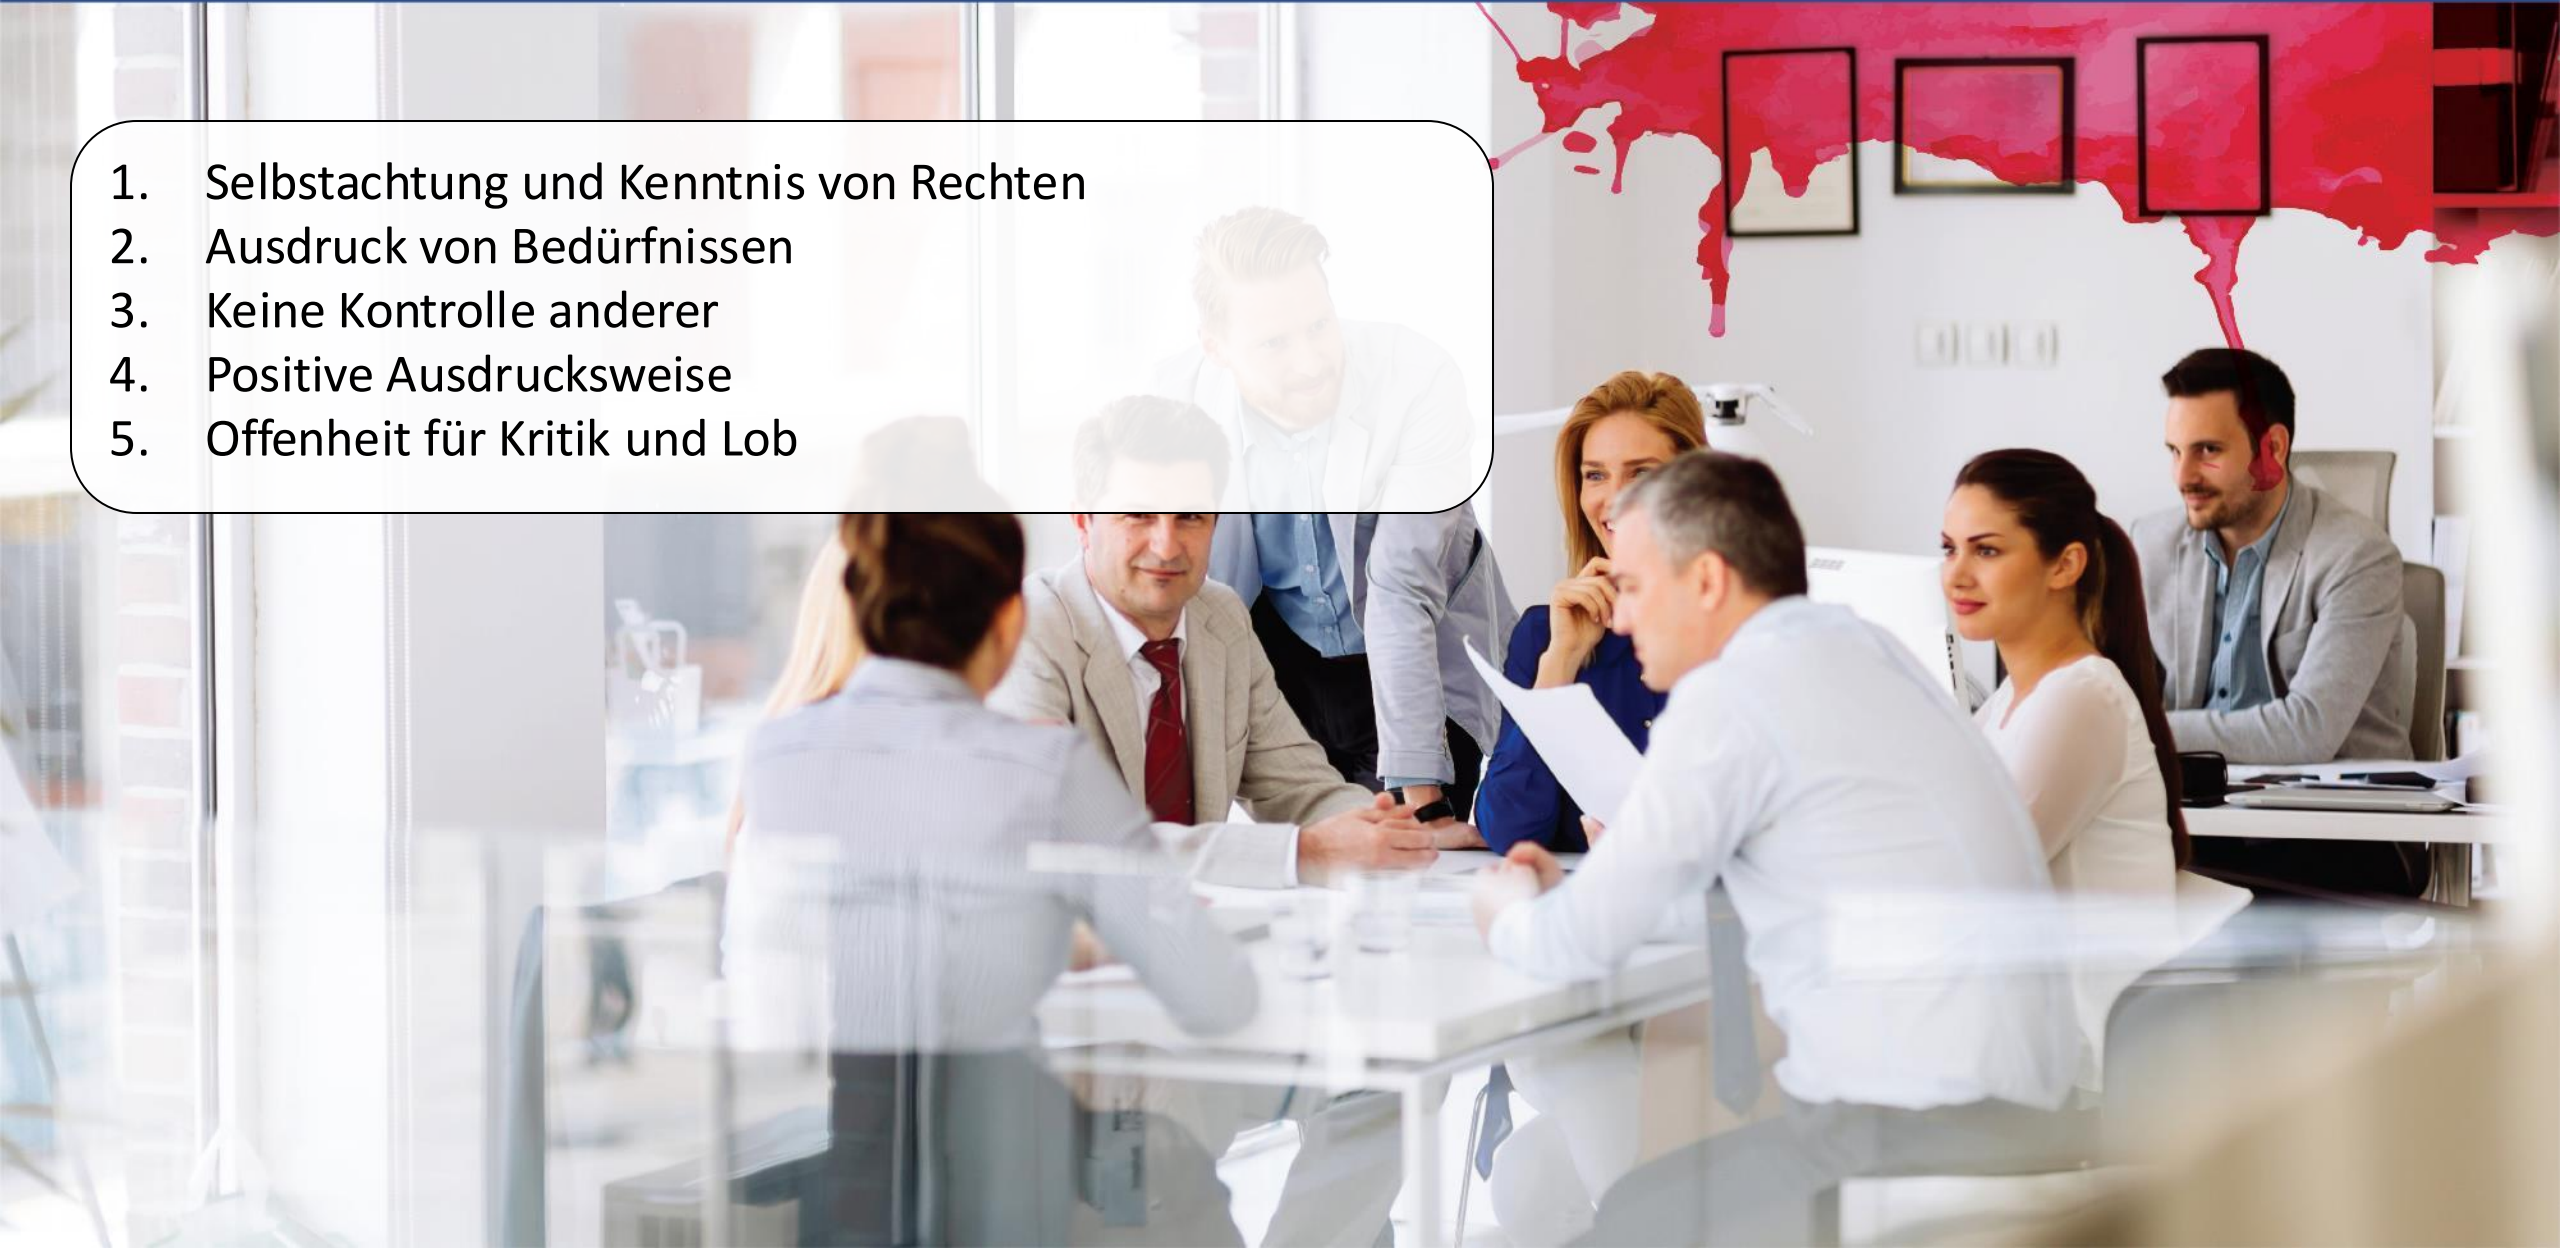 1. Selbstachtung und Kenntnis von Rechten
2. Ausdruck von Bedürfnissen
3. Keine Kontrolle anderer
4. Positive Ausdrucksweise
5. Offenheit für Kritik und Lob